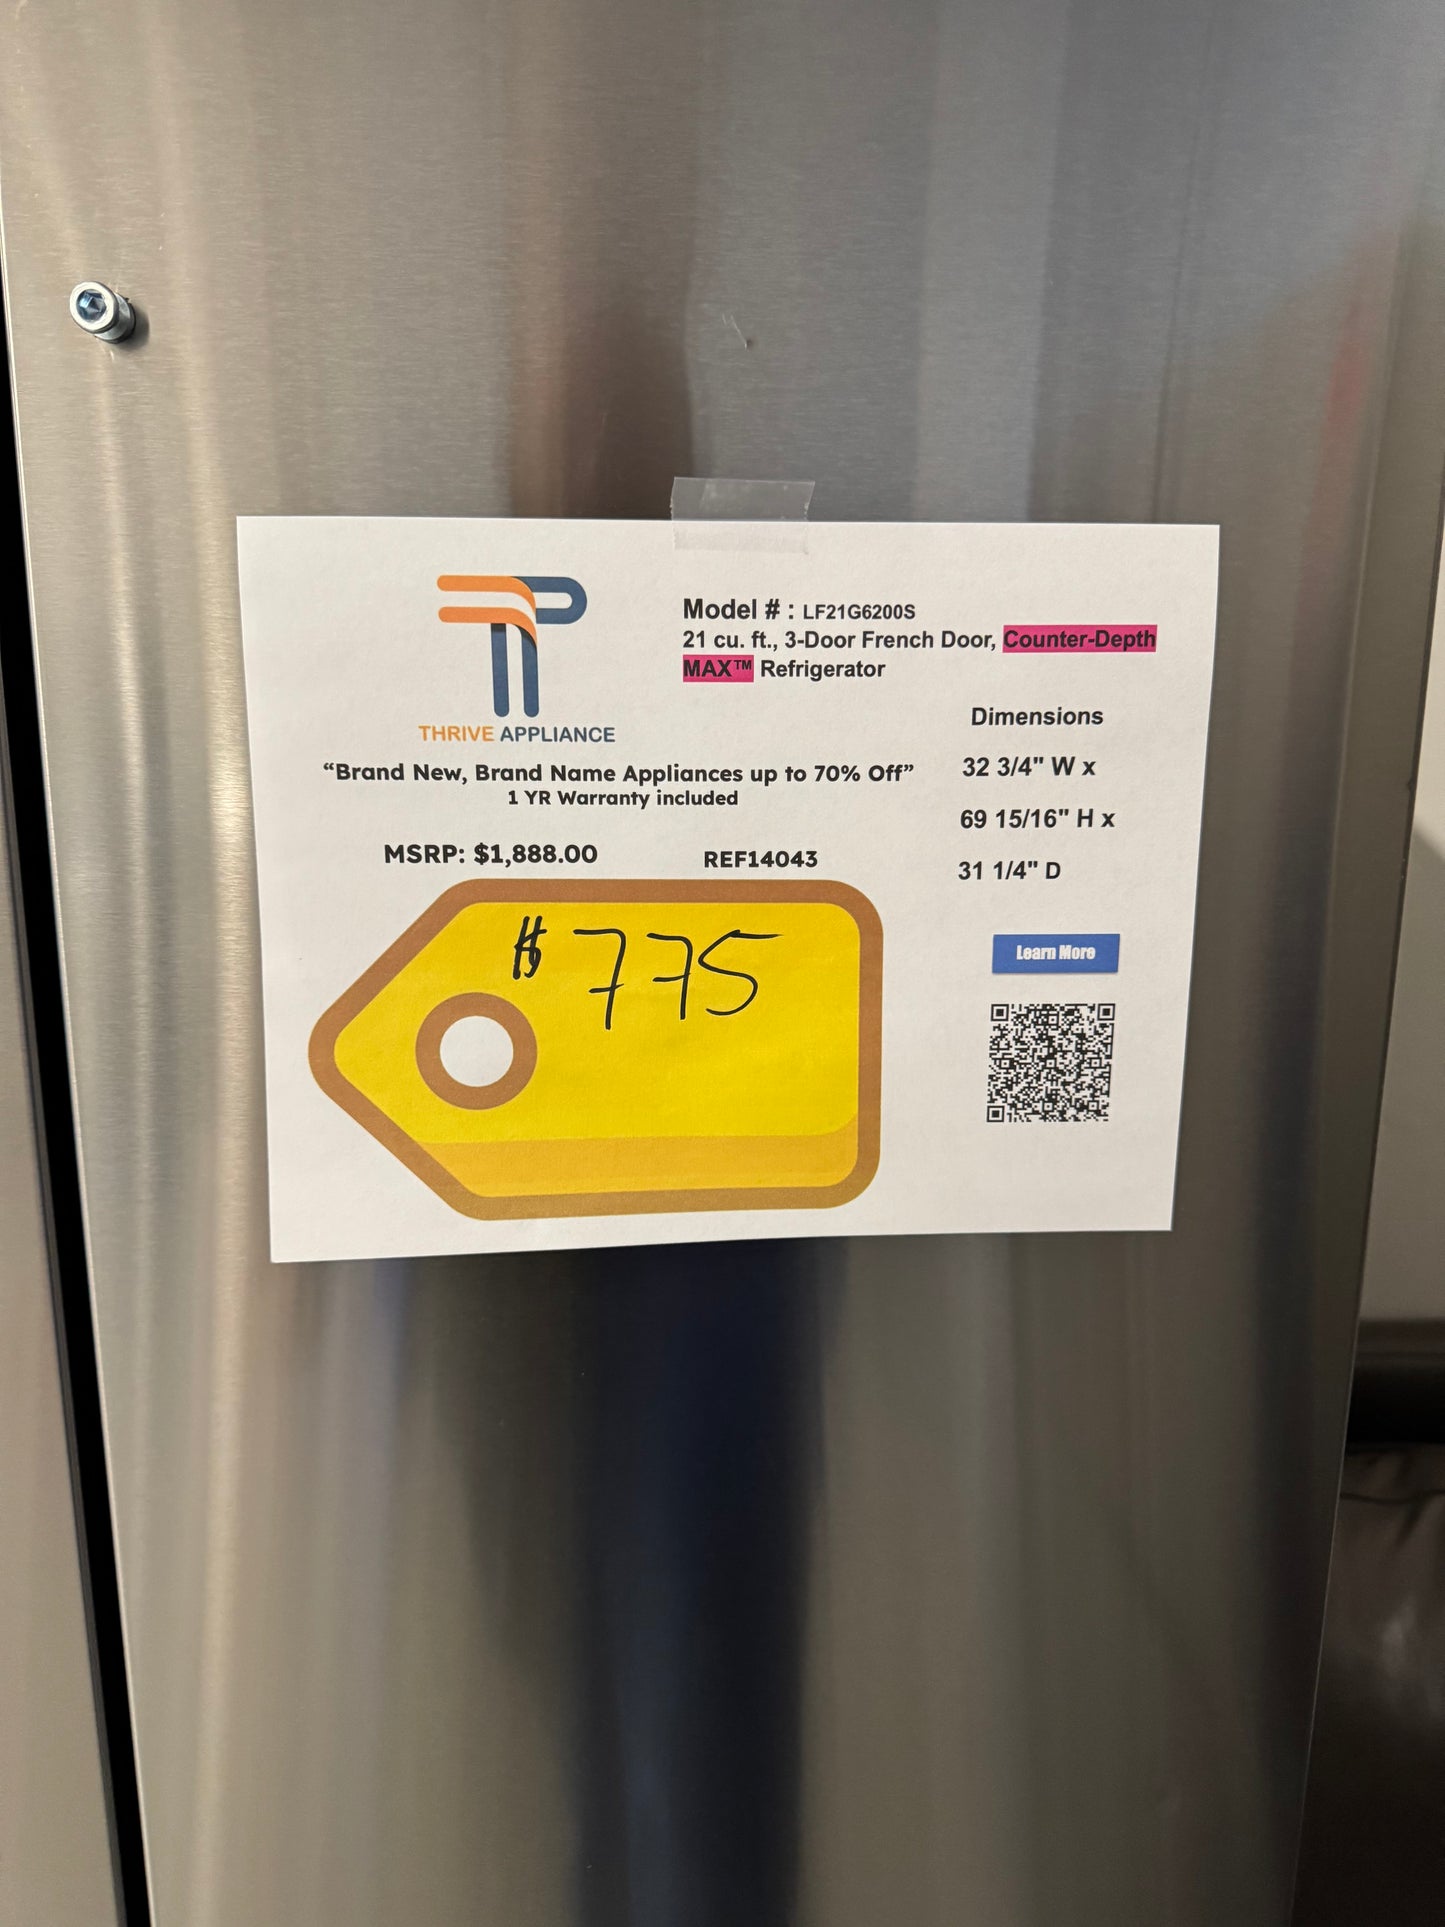 THRIVE APPLIANCE
Model # : LF21G6200S
21 cu. ft., 3-Door French Door, Counter-Depth
MAX™ Refrigerator
"Brand New, Brand Name Appliances up to 70% Off"
1 YR Warranty included
MSRP: $1,888.00
REF14043
$775
Dimensions
32 3/4" W x
69 15/16" H x
31 1/4" D
Learn More